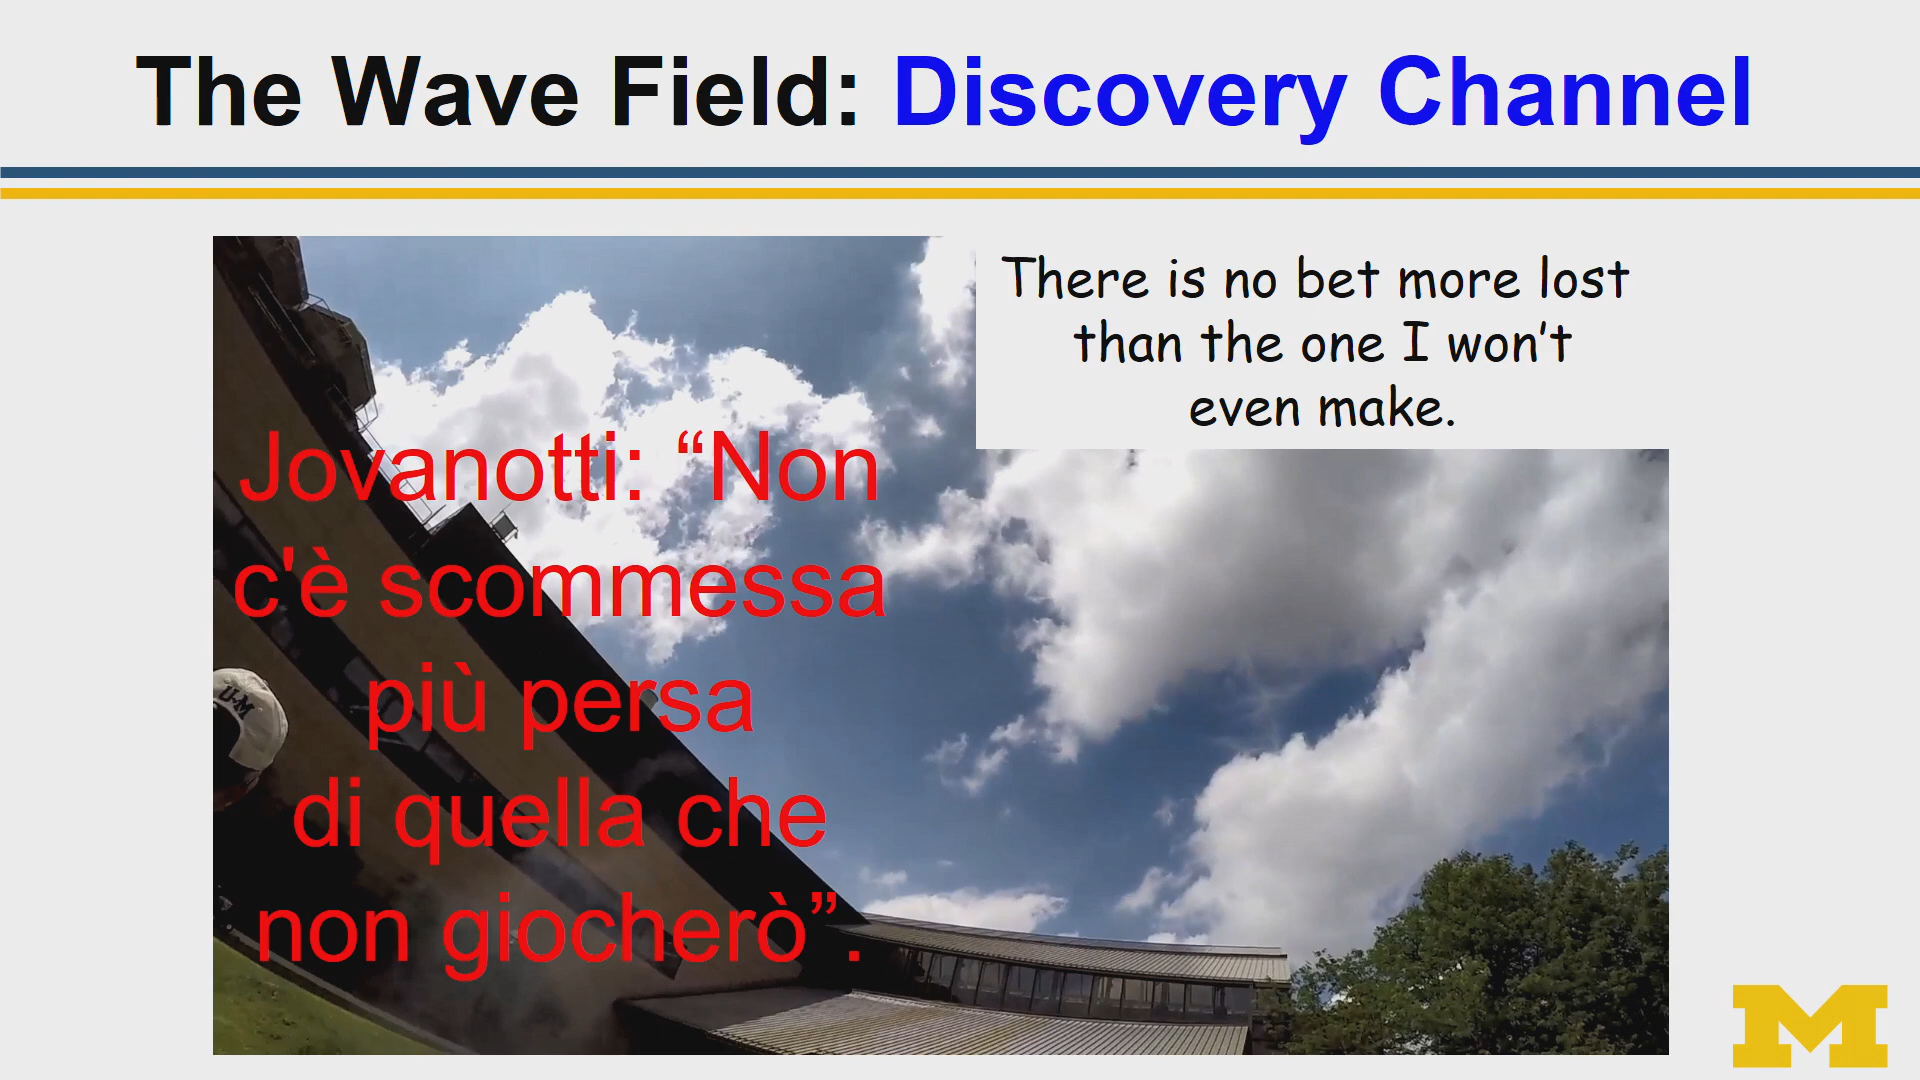 The Wave Field: Discovery Channel
There is no bet more lost
than the one I won’t
even make.
Jovanotti: “Non
c'è scommessa
più persa
di quella che
non giocherò”.
U-M
M